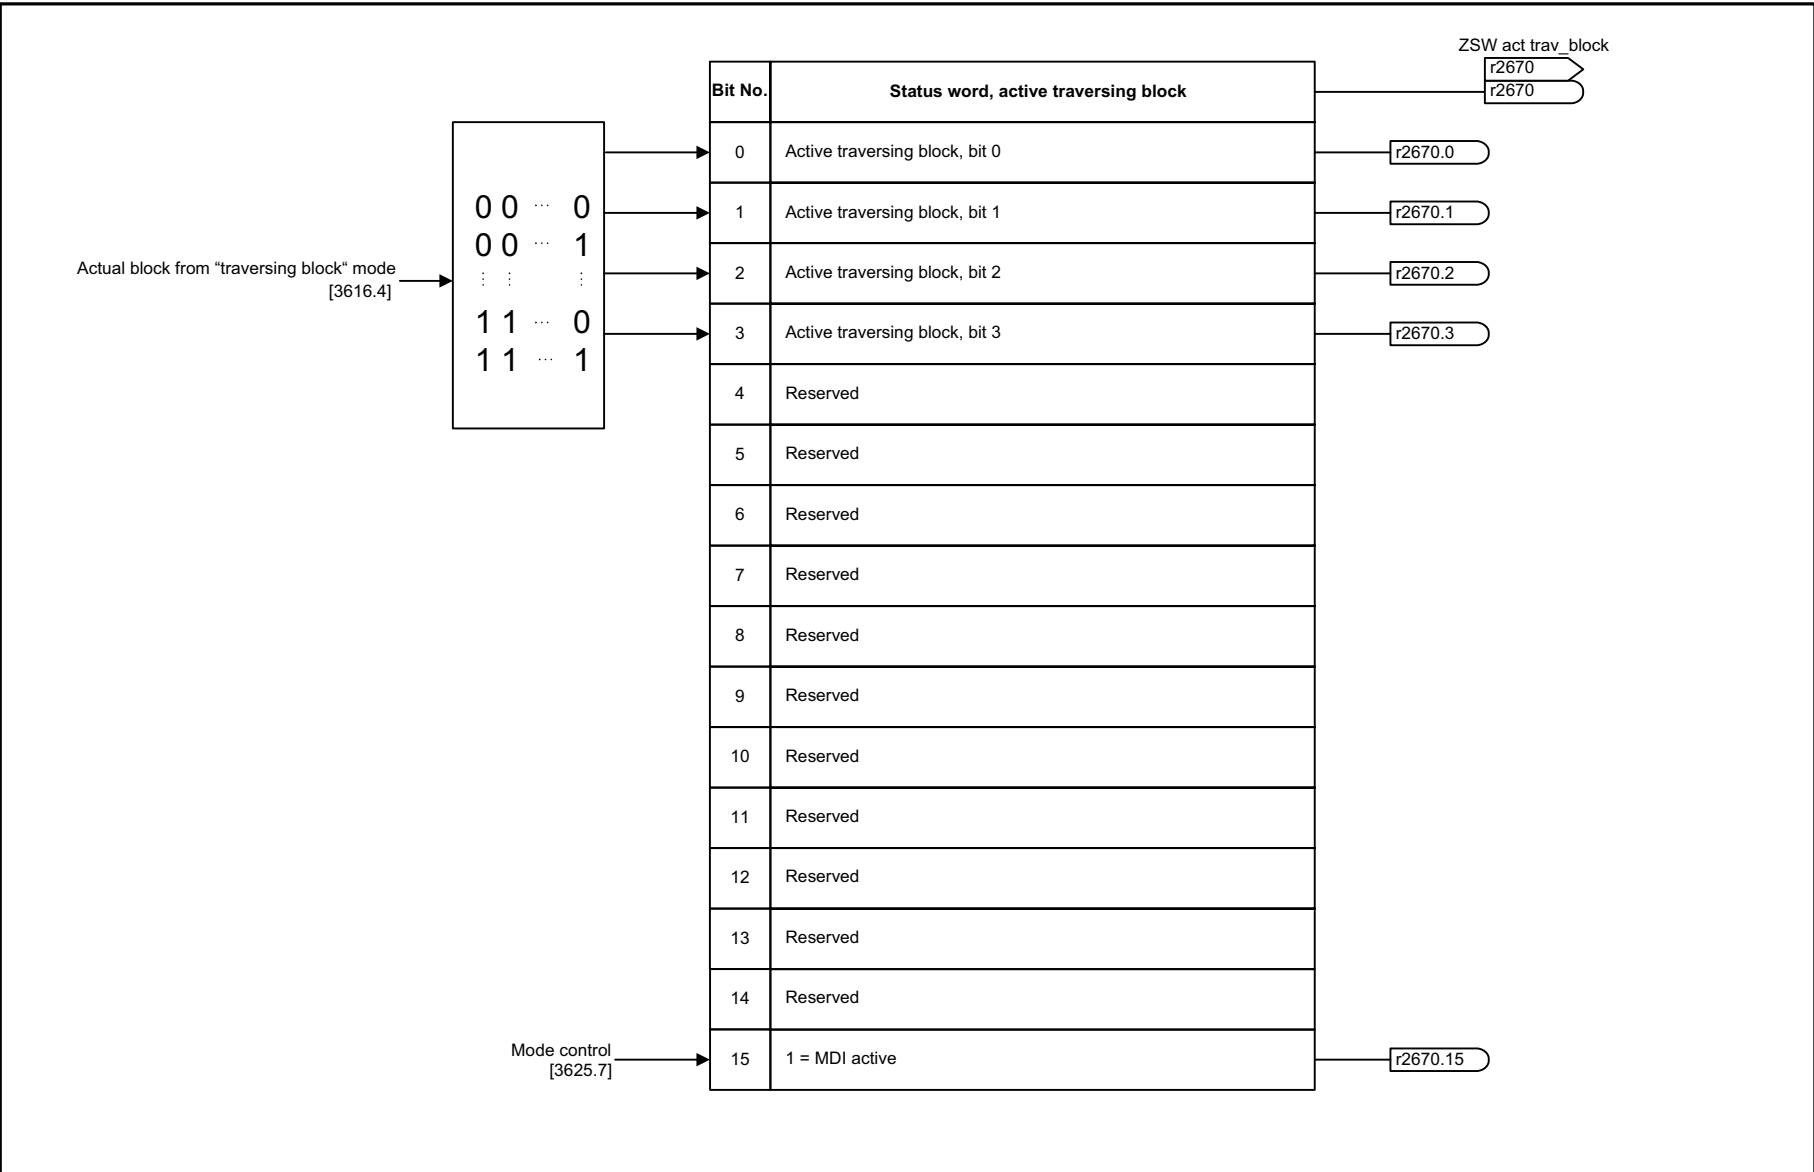 ZSW act trav_block
r2670
r2670
Bit No. Status word, active traversing block
0 Active traversing block, bit 0 r2670.0
1 Active traversing block, bit 1 r2670.1
2 Active traversing block, bit 2 r2670.2
3 Active traversing block, bit 3 r2670.3
4 Reserved
5 Reserved
6 Reserved
7 Reserved
8 Reserved
9 Reserved
10 Reserved
11 Reserved
12 Reserved
13 Reserved
14 Reserved
15 1 = MDI active r2670.15
Actual block from “traversing block“ mode
[3616.4]
0 0 ... 0
0 0 ... 1
⋮ ⋮ ⋮
1 1 ... 0
1 1 ... 1
Mode control
[3625.7]